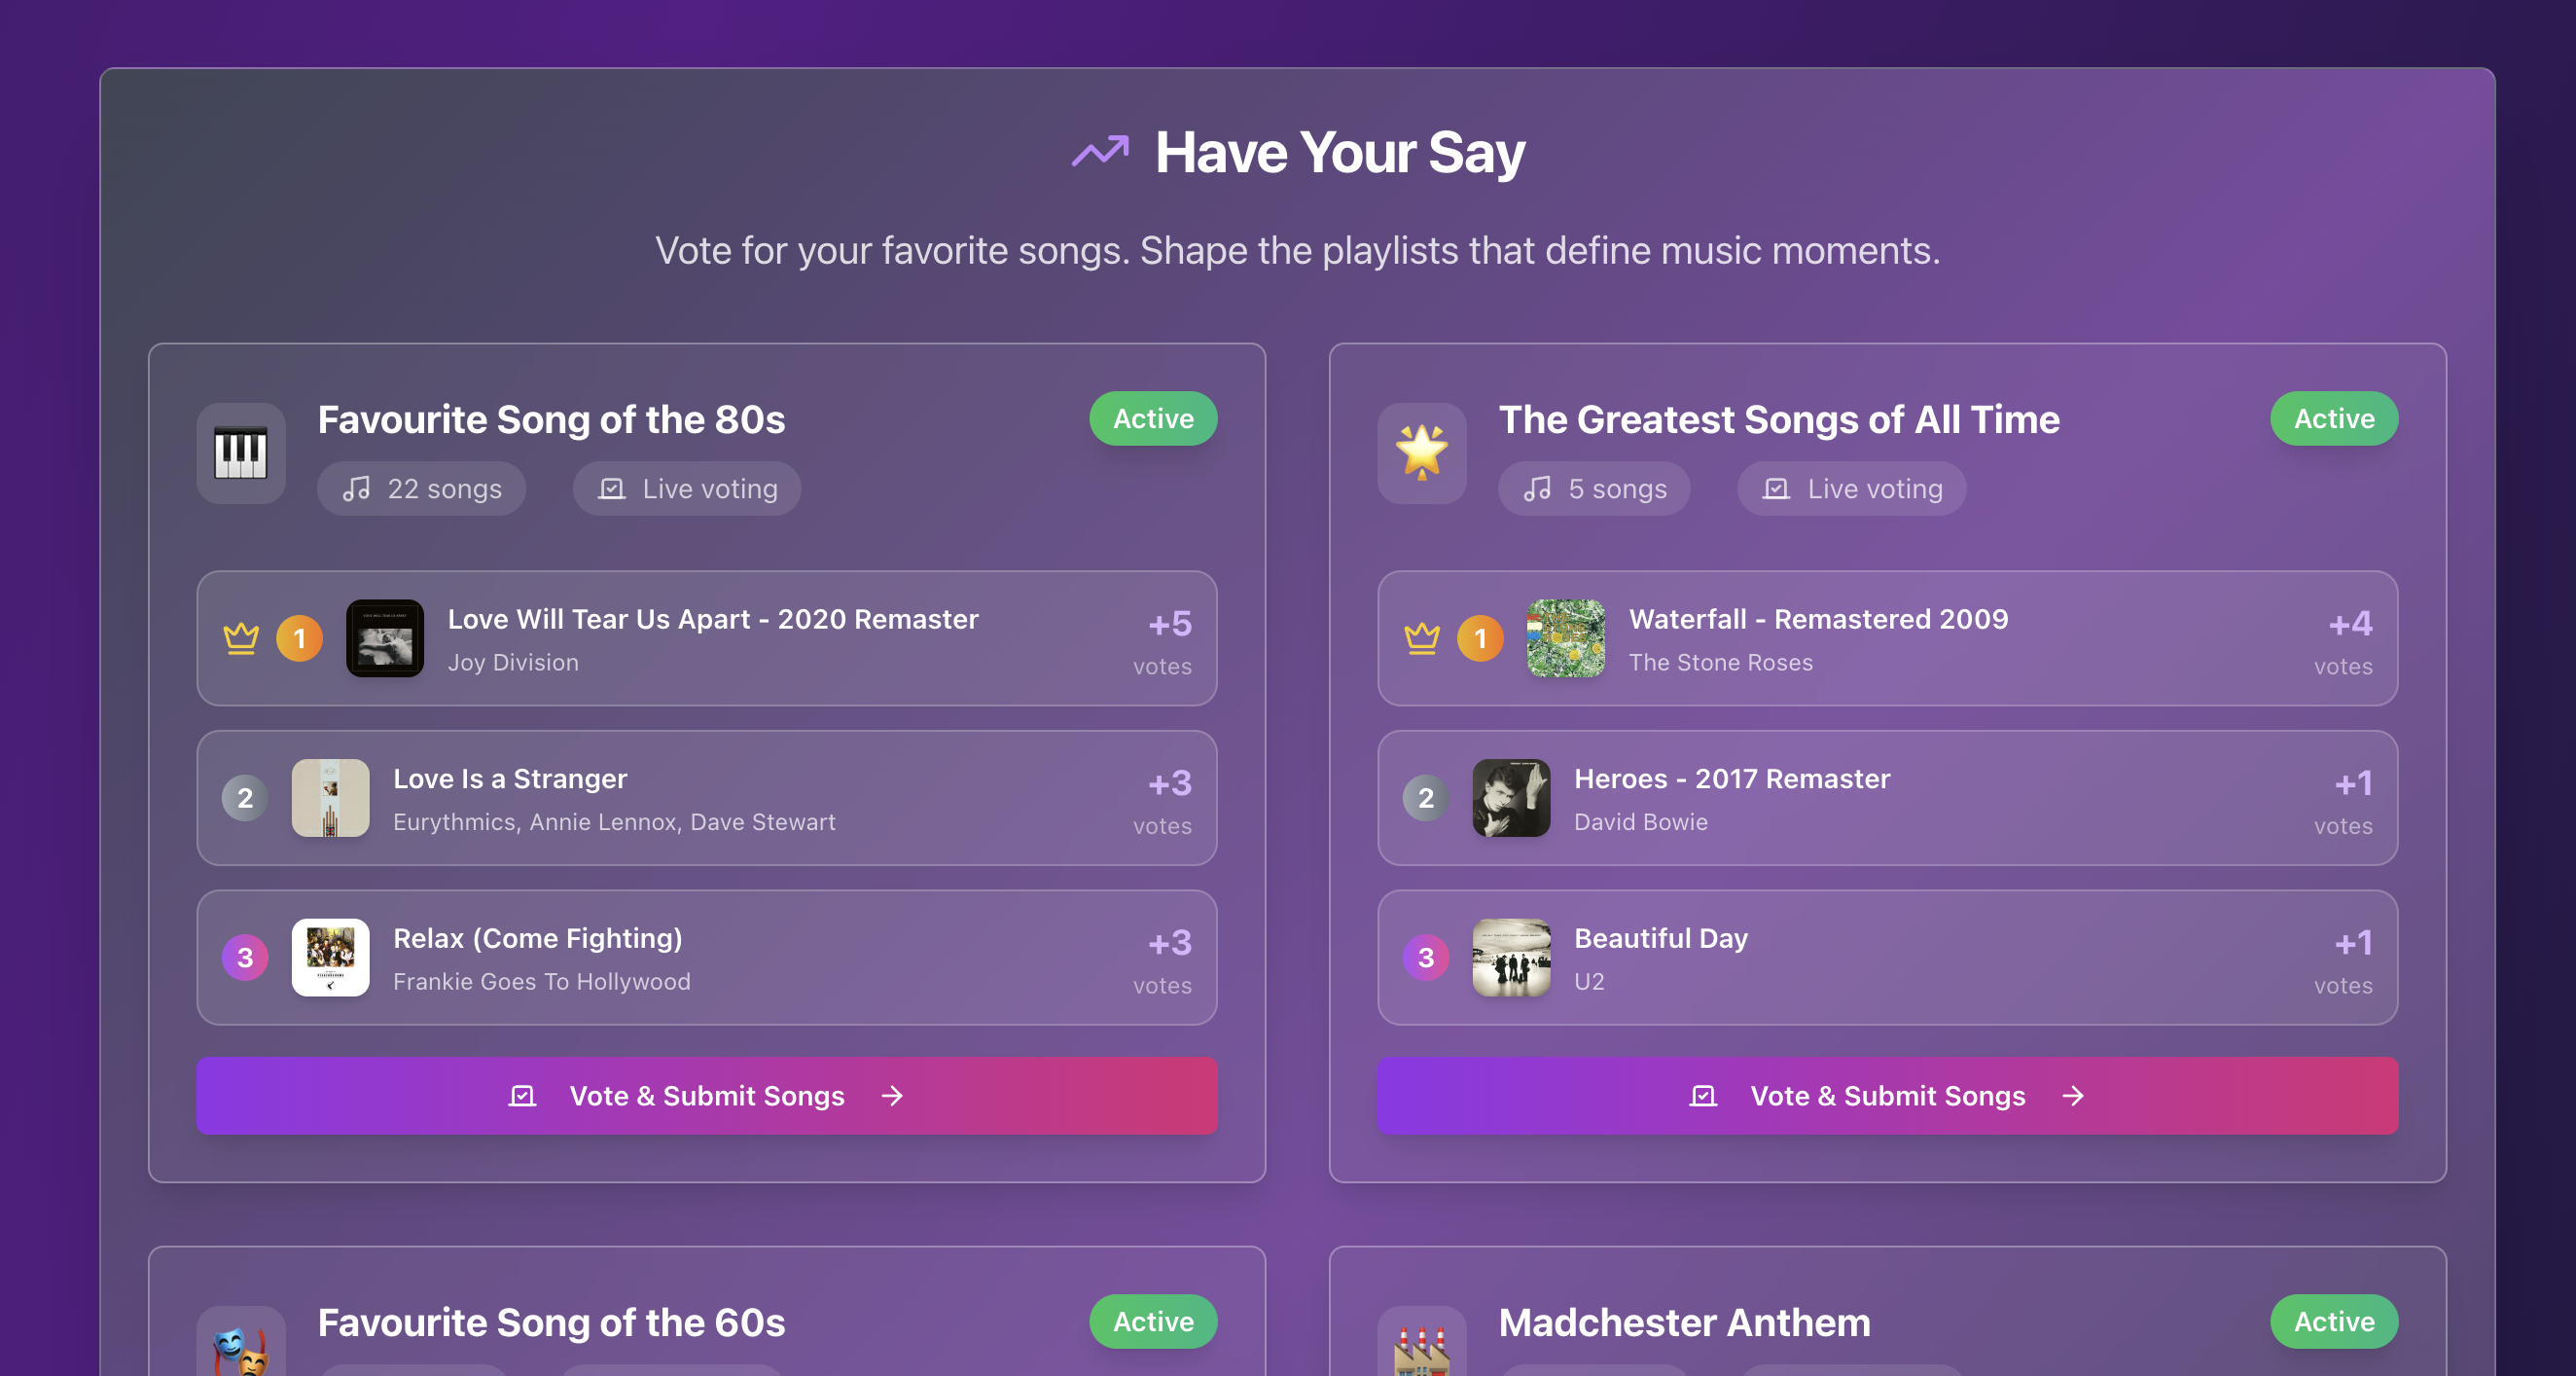 Have Your Say
Vote for your favorite songs. Shape the playlists that define music moments.
Favourite Song of the 80s
Active
22 songs
Live voting
1
Love Will Tear Us Apart - 2020 Remaster
Joy Division
+5
votes
2
Love Is a Stranger
Eurythmics, Annie Lennox, Dave Stewart
+3
votes
3
Relax (Come Fighting)
Frankie Goes To Hollywood
+3
votes
Vote & Submit Songs
The Greatest Songs of All Time
Active
5 songs
Live voting
1
Waterfall - Remastered 2009
The Stone Roses
+4
votes
2
Heroes - 2017 Remaster
David Bowie
+1
votes
3
Beautiful Day
U2
+1
votes
Vote & Submit Songs
Favourite Song of the 60s
Active
Madchester Anthem
Active